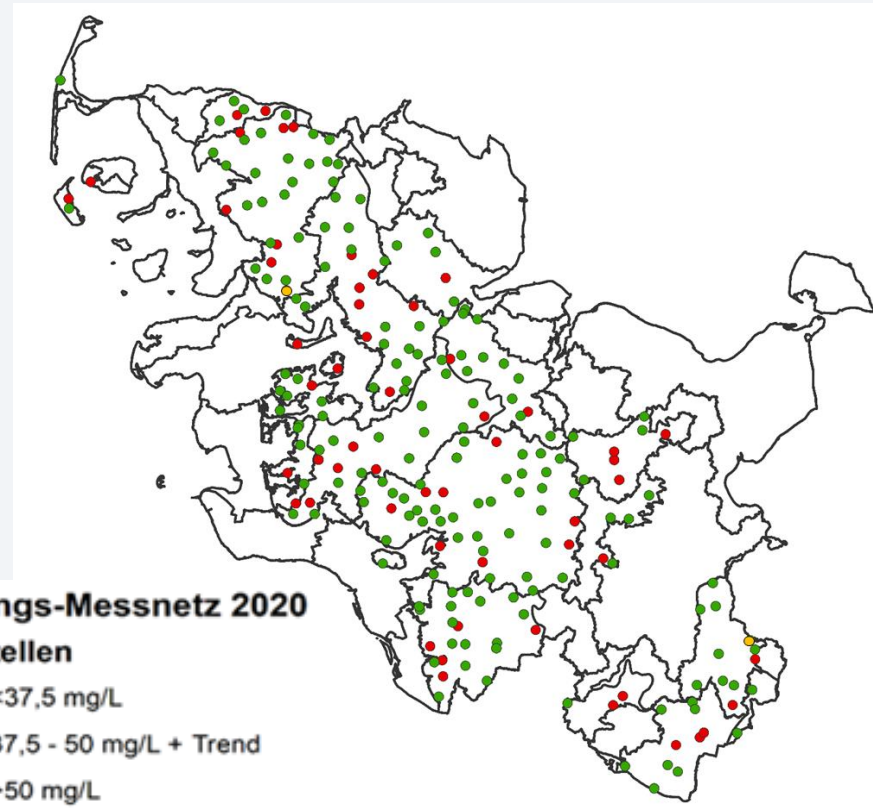 ngs-Messnetz 2020
ellen
<37,5 mg/L
37,5 - 50 mg/L + Trend
>50 mg/L